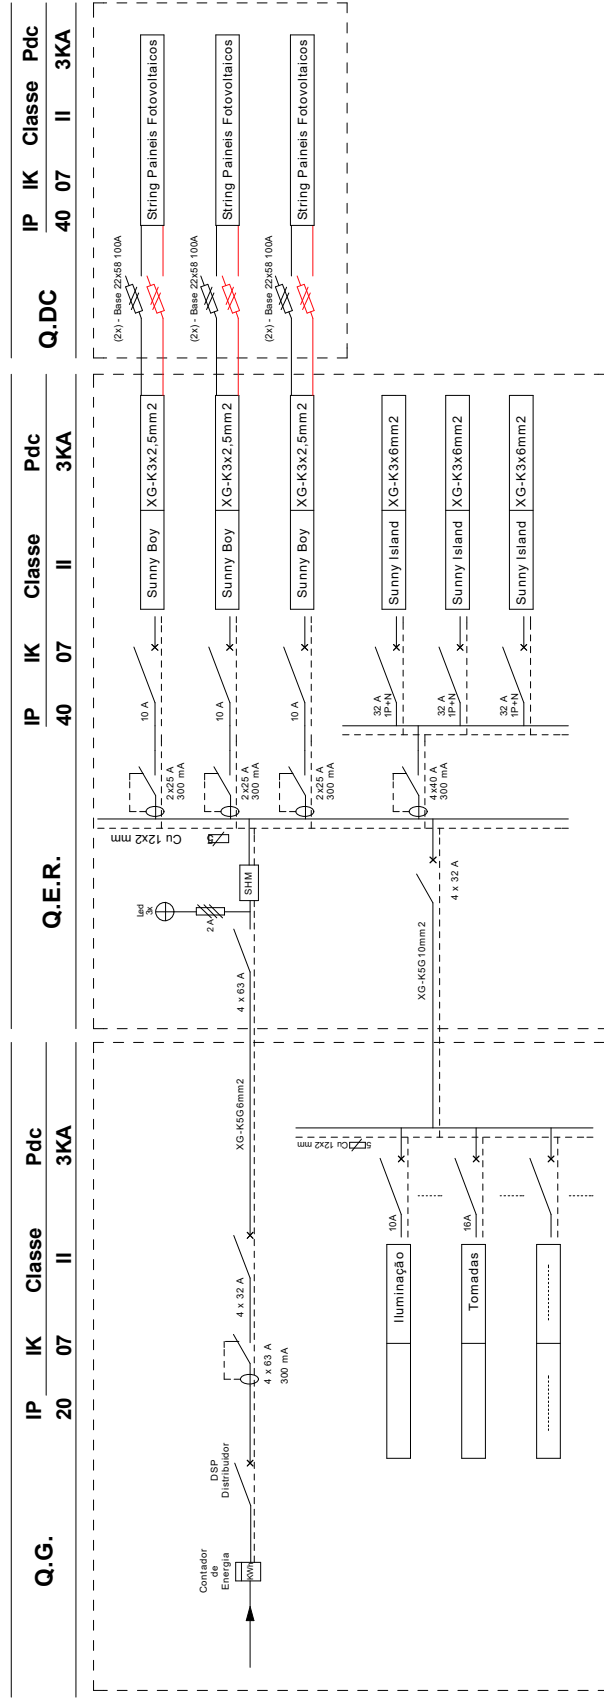 Q.G.
IP IK Classe Pdc
20 07 II 3KA
Q.E.R.
IP IK Classe Pdc
40 07 II 3KA
Q.DC
IP IK Classe Pdc
40 07 II 3KA
String Paineis Fotovoltaicos
String Paineis Fotovoltaicos
String Paineis Fotovoltaicos
(2x) - Base 22x58 100A
(2x) - Base 22x58 100A
(2x) - Base 22x58 100A
Sunny Boy XG-K3x2,5mm2
Sunny Boy XG-K3x2,5mm2
Sunny Boy XG-K3x2,5mm2
Sunny Island XG-K3x6mm2
Sunny Island XG-K3x6mm2
Sunny Island XG-K3x6mm2
10 A
10 A
10 A
32 A
1P+N
32 A
1P+N
32 A
1P+N
2x25 A
300 mA
2x25 A
300 mA
2x25 A
300 mA
4x40 A
300 mA
5
Cu 12x2 mm
Led
3x
2 A
SHM
4 x 63 A
4 x 32 A
XG-K5G10mm2
XG-K5G6mm2
5
Cu 12x2 mm
4 x 32 A
4 x 63 A
300 mA
DSP
Distribuidor
Contador
de
Energia
KWh
10A
16A
Iluminação
Tomadas